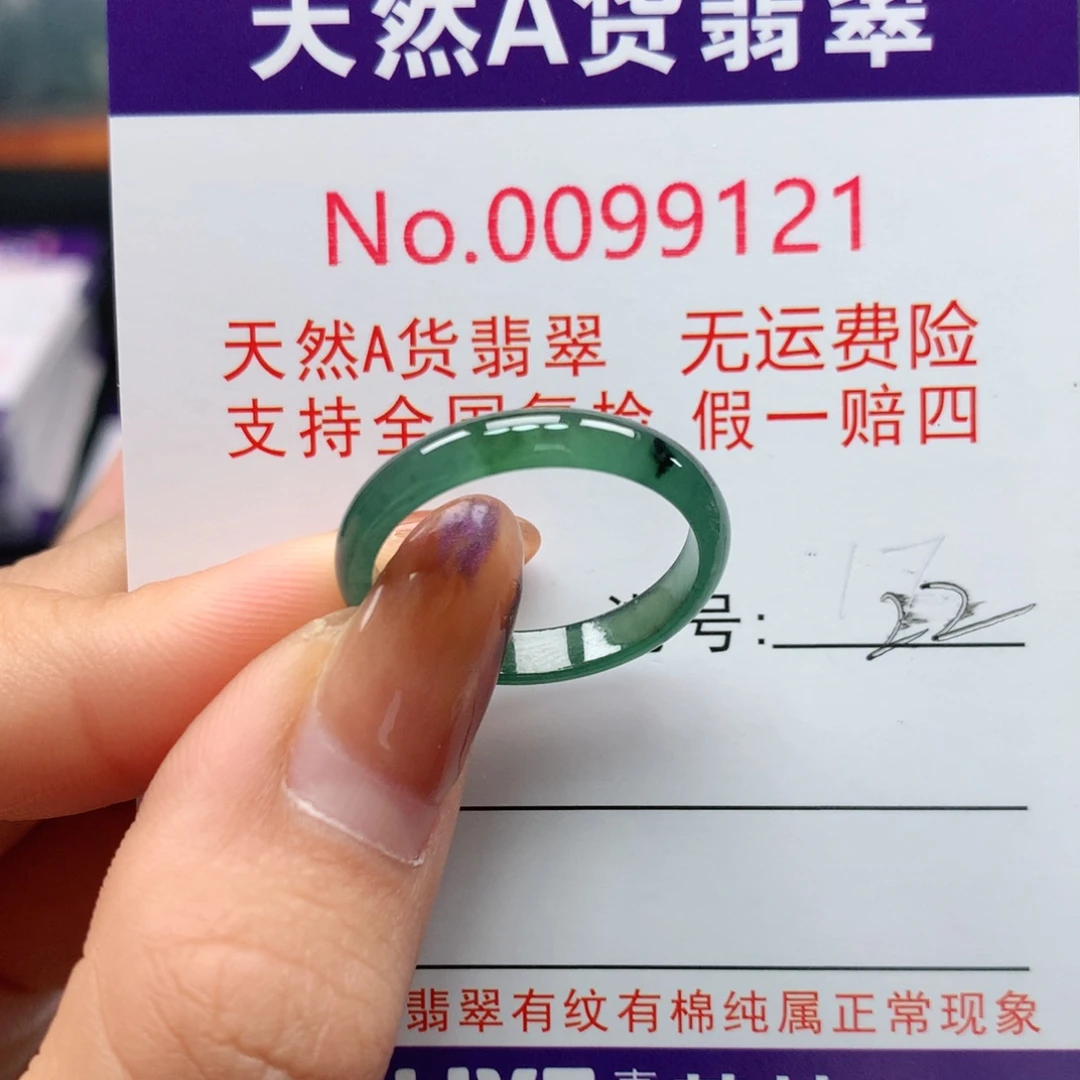 天然A货翡翠
No.0099121
天然A货翡翠 无运费险
支持全国复检 假一赔四
号: 22
翡翠有纹有棉纯属正常现象